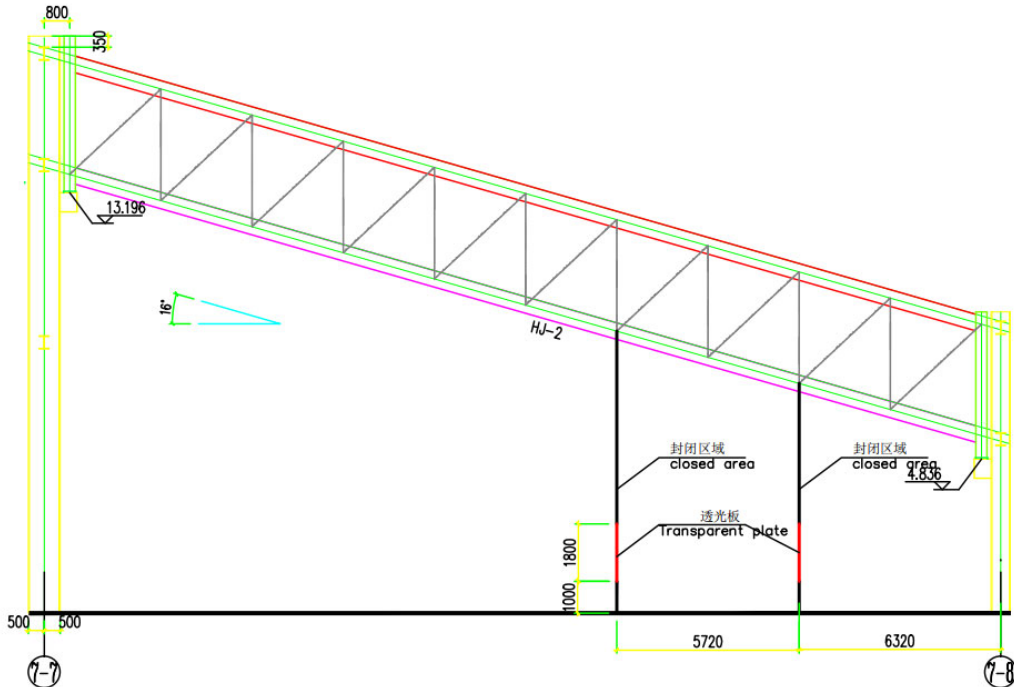 800
350
13.196
16°
HJ-2
封闭区域
closed area
封闭区域
closed area
4.836
透光板
Transparent plate
1800
1000
500
500
5720
6320
7-7
7-8